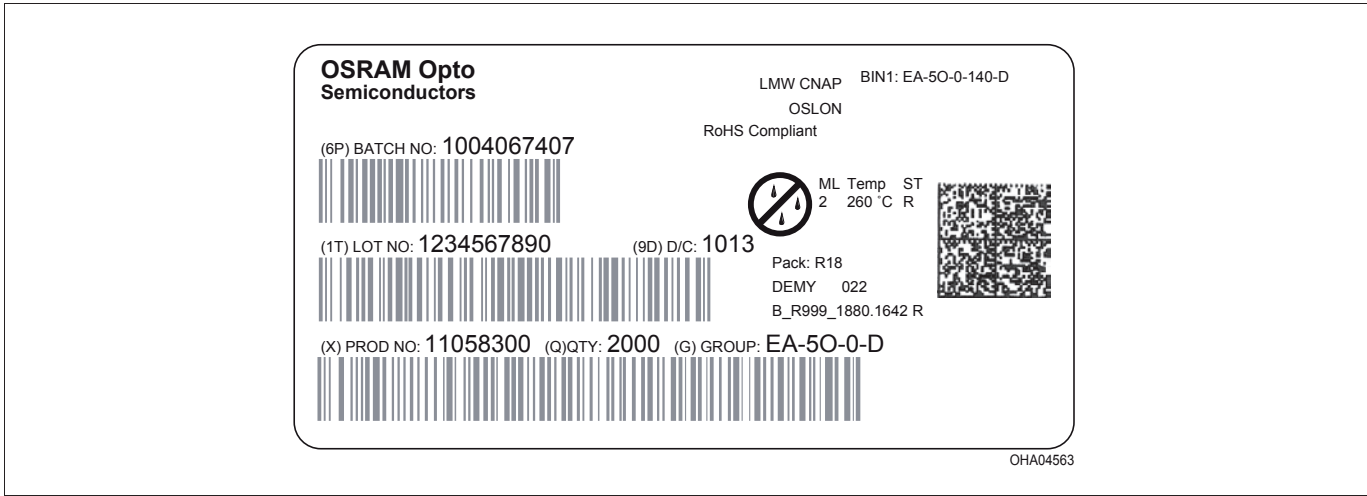 OSRAM Opto
Semiconductors
LMW CNAP BIN1: EA-5O-0-140-D
OSLON
RoHS Compliant
(6P) BATCH NO: 1004067407
ML Temp ST
2 260 °C R
(1T) LOT NO: 1234567890 (9D) D/C: 1013
Pack: R18
DEMY 022
B_R999_1880.1642 R
(X) PROD NO: 11058300 (Q)QTY: 2000 (G) GROUP: EA-5O-0-D
OHA04563